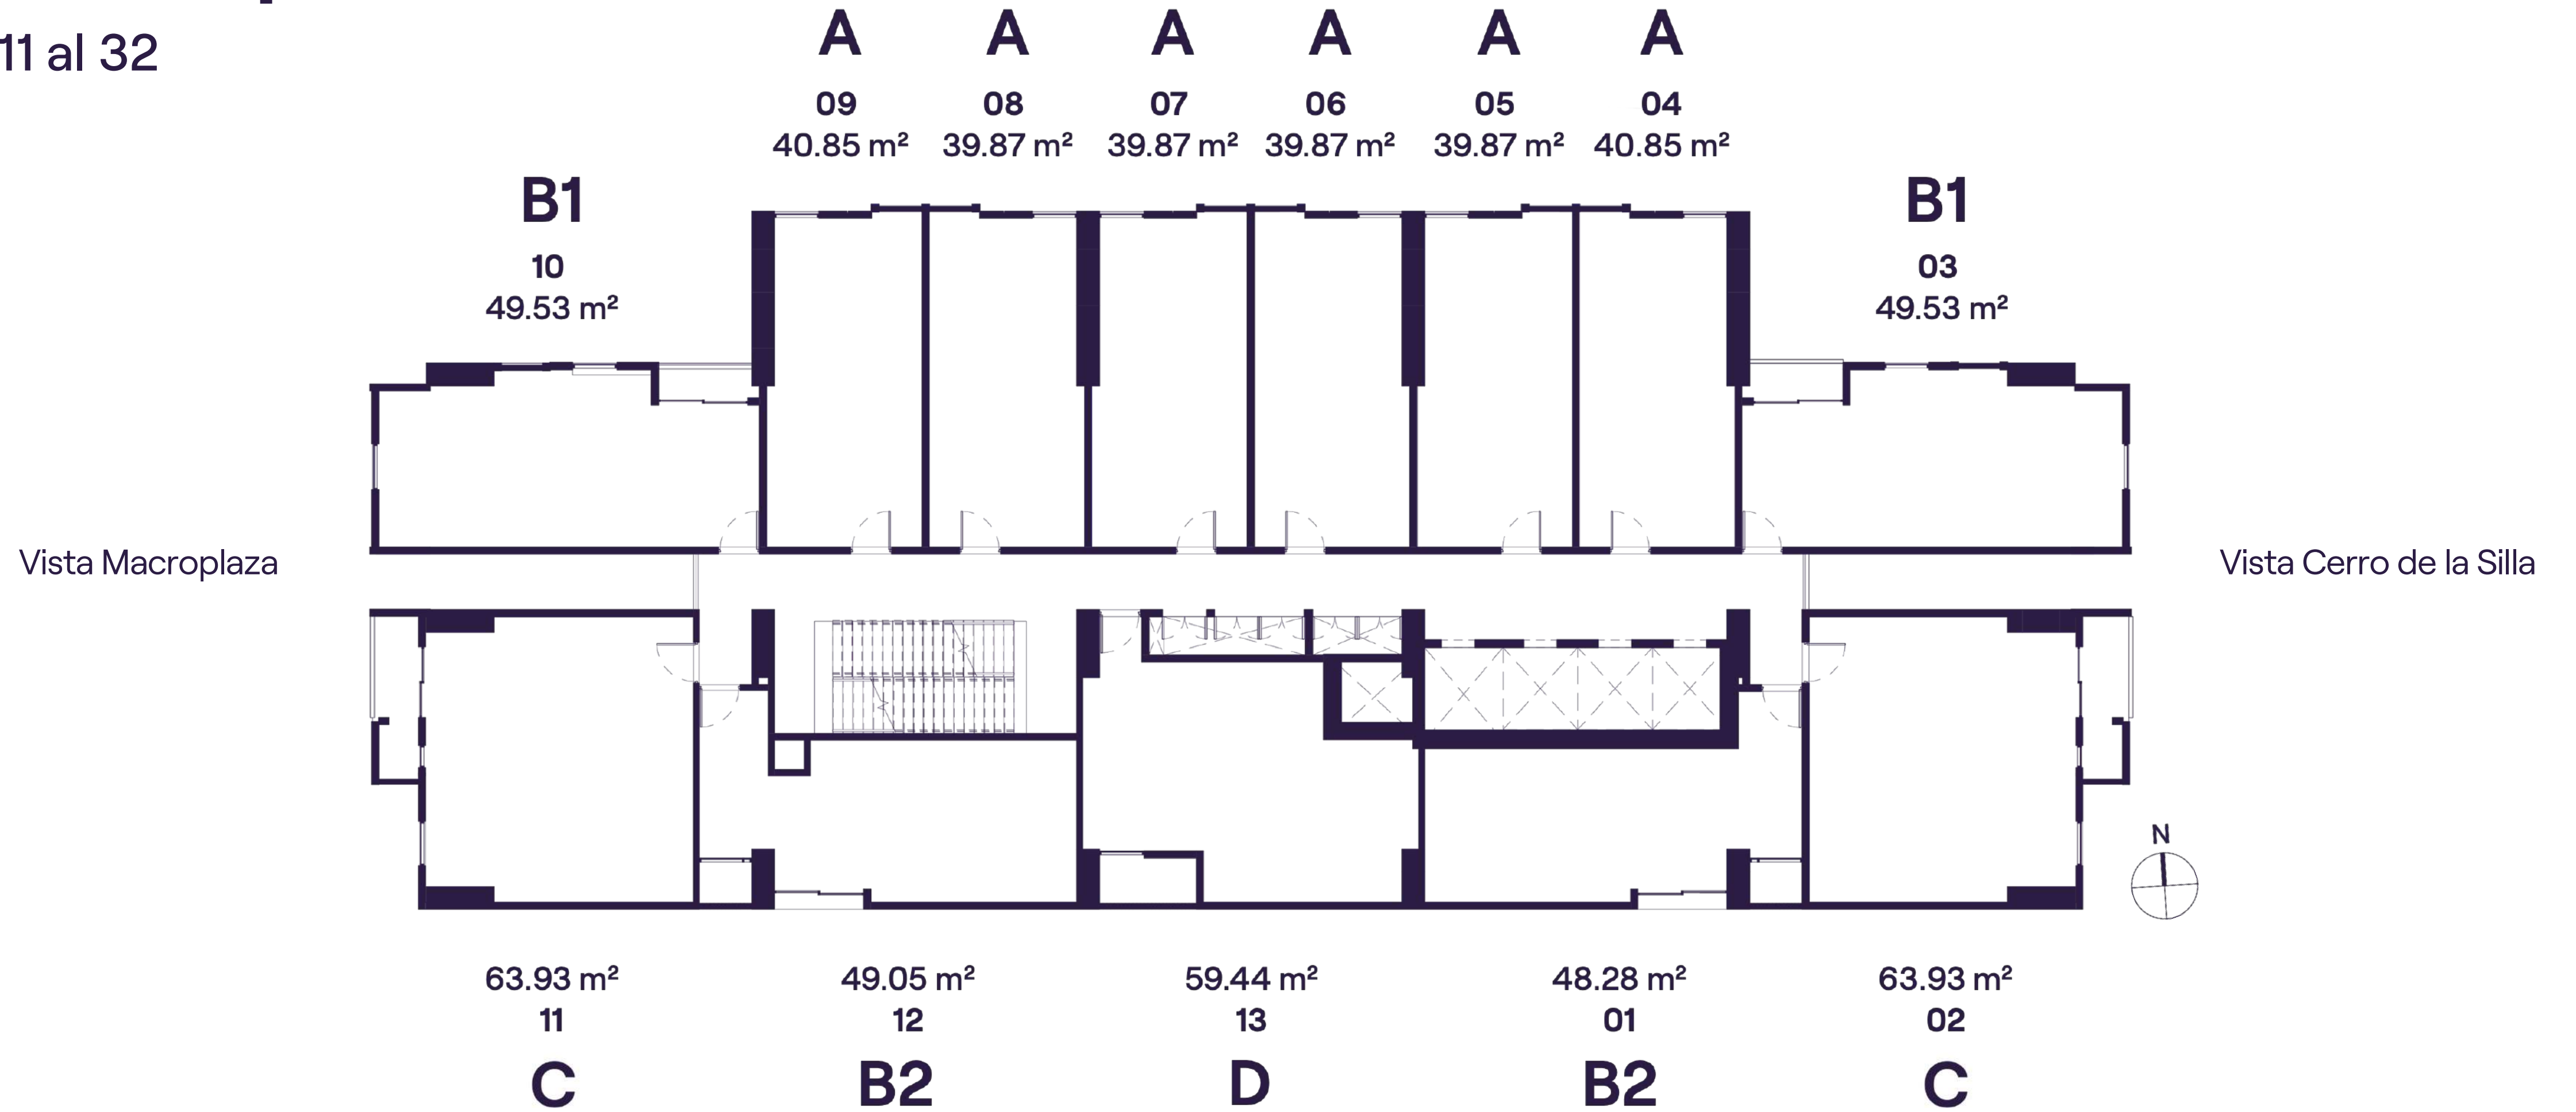 11 al 32
A A A A A A
09 08 07 06 05 04
40.85 m² 39.87 m² 39.87 m² 39.87 m² 39.87 m² 40.85 m²
B1 B1
10 03
49.53 m² 49.53 m²
Vista Macroplaza Vista Cerro de la Silla
N
63.93 m² 49.05 m² 59.44 m² 48.28 m² 63.93 m²
11 12 13 01 02
C B2 D B2 C